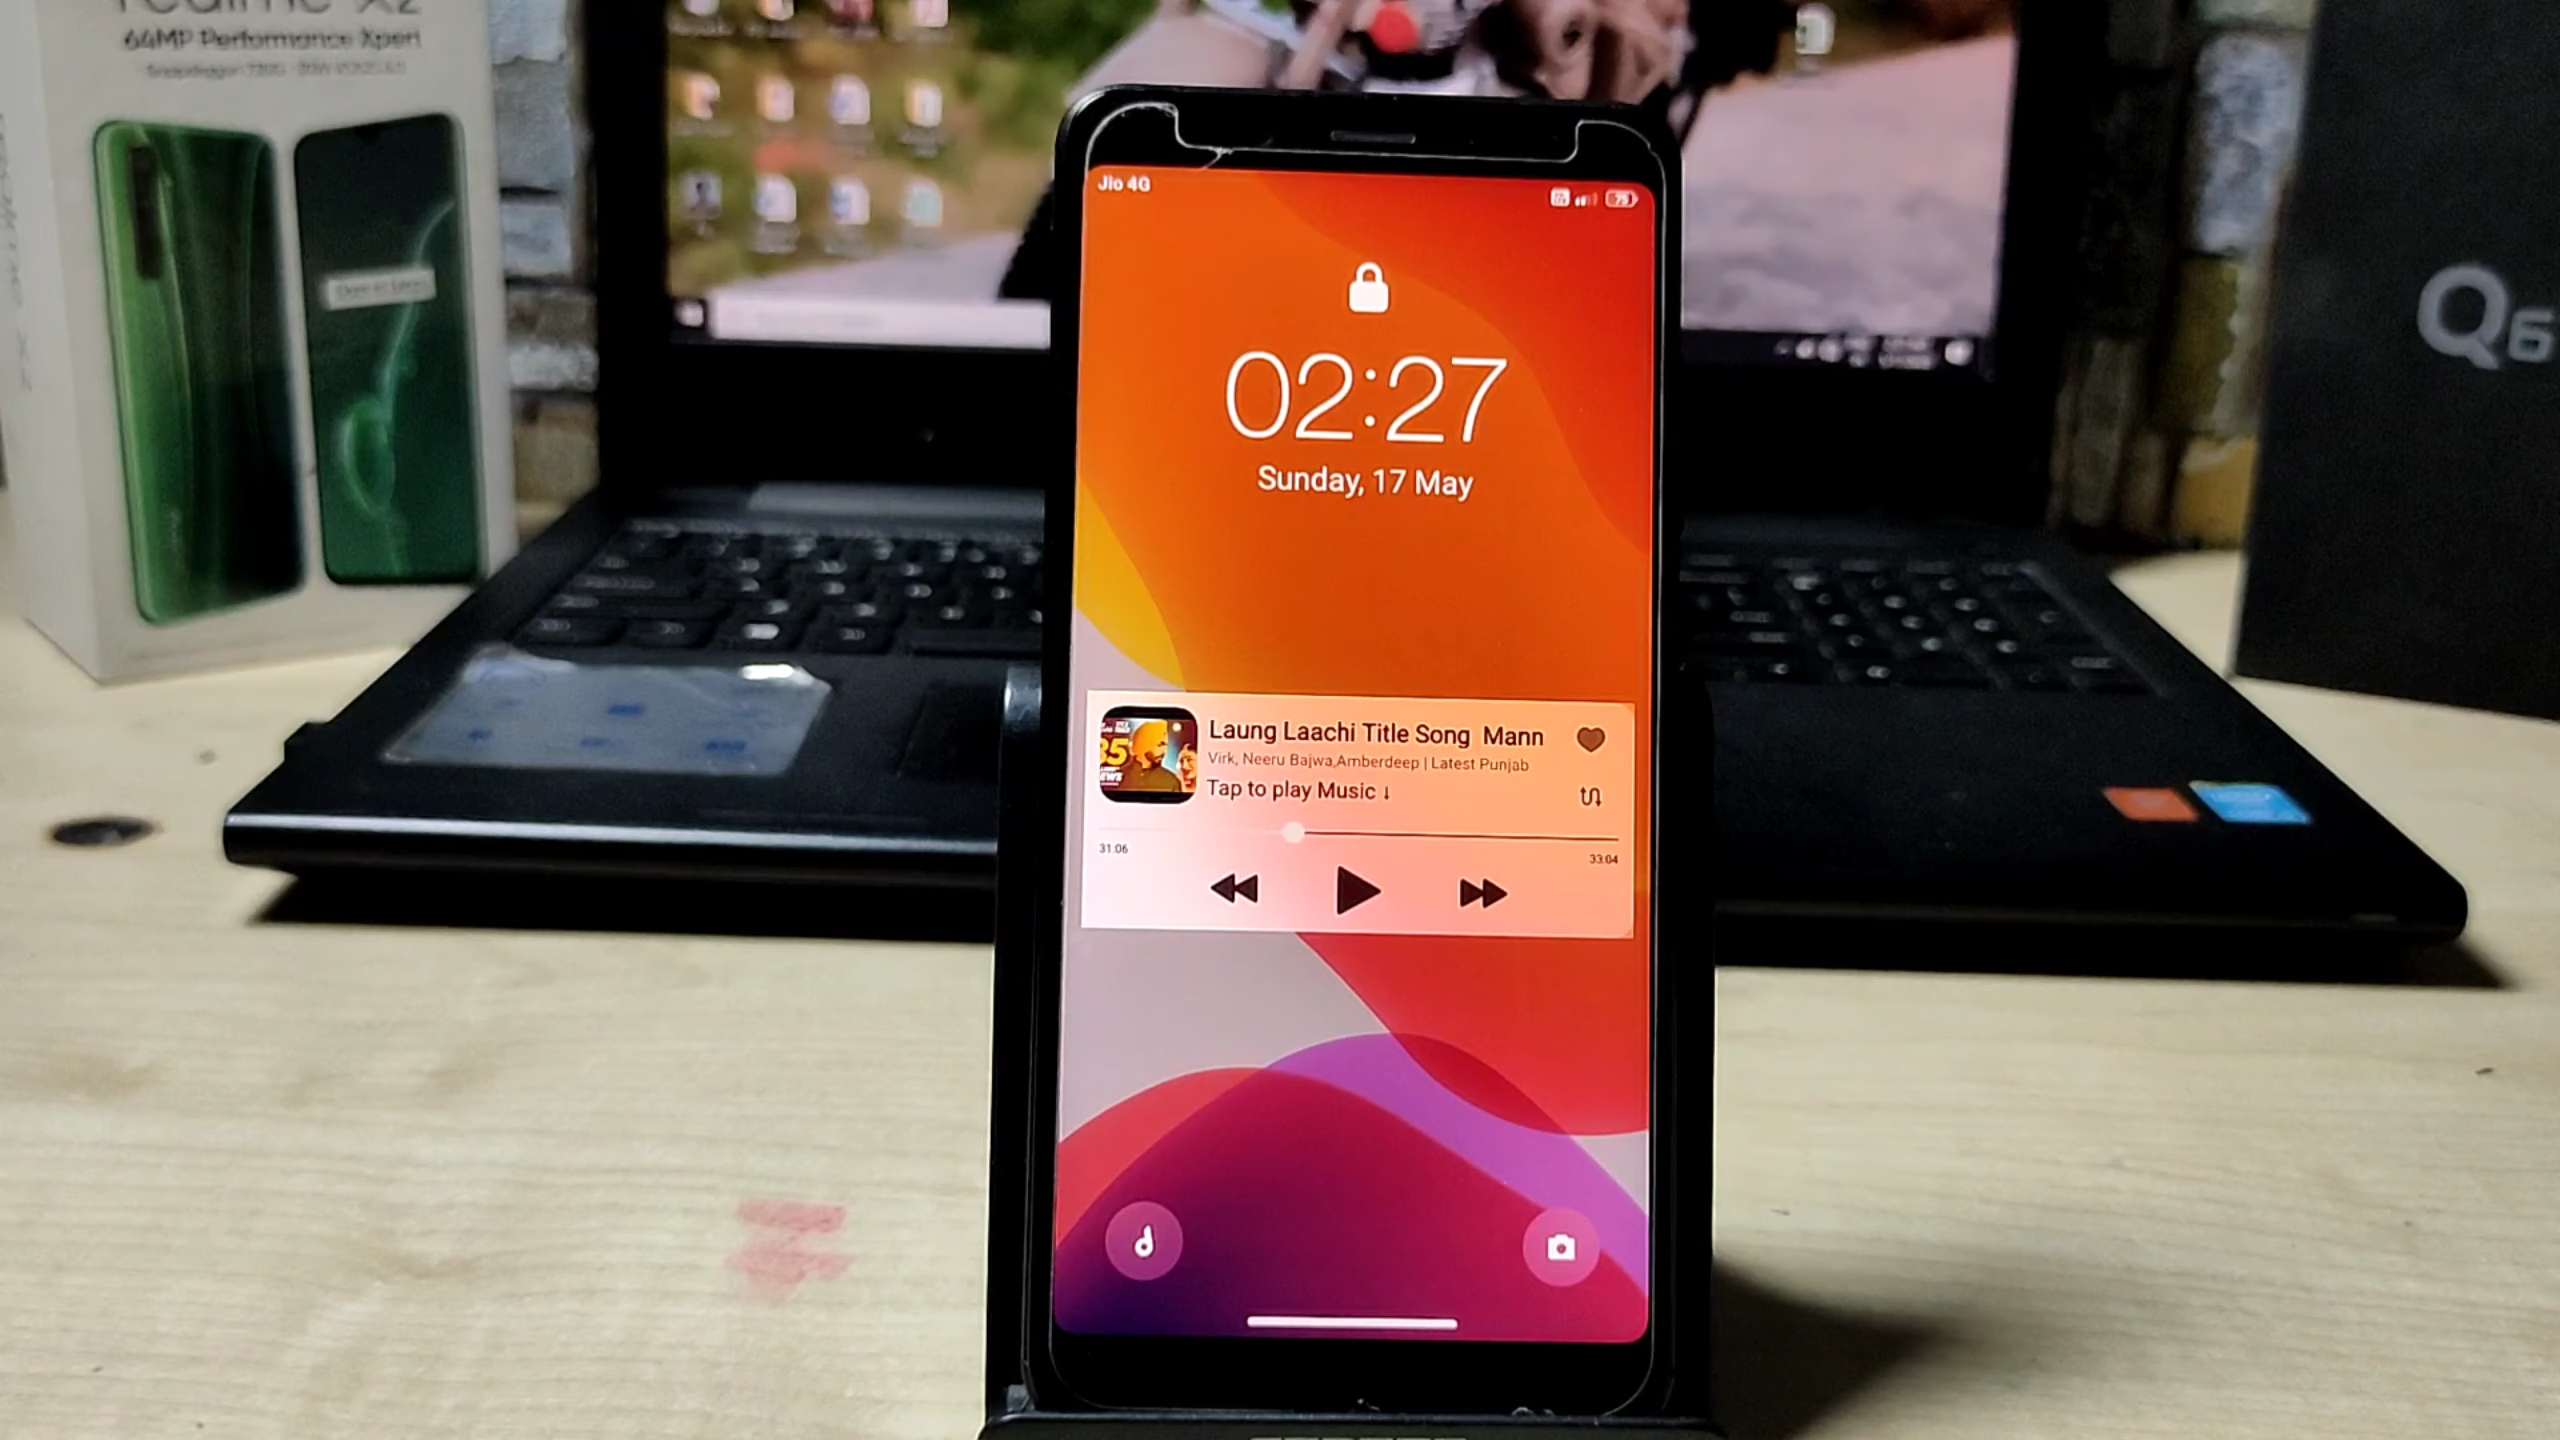 realme X2
64MP Performance Xpert
Jio 4G
79
02:27
Sunday, 17 May
Q6
Laung Laachi Title Song Mann
Virk, Neeru Bajwa,Amberdeep | Latest Punjab
Tap to play Music ↓
31:06
33:04